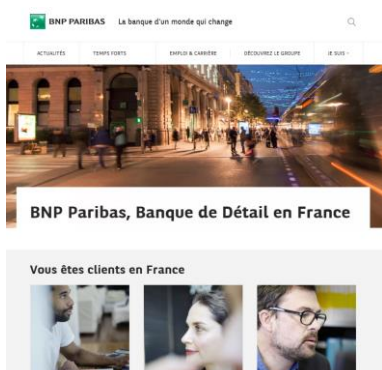 BNP PARIBAS La banque d'un monde qui change
ACTUALITÉS TEMPS FORTS EMPLOI & CARRIÈRE DÉCOUVREZ LE GROUPE JE SUIS
BNP Paribas, Banque de Détail en France
Vous êtes clients en France